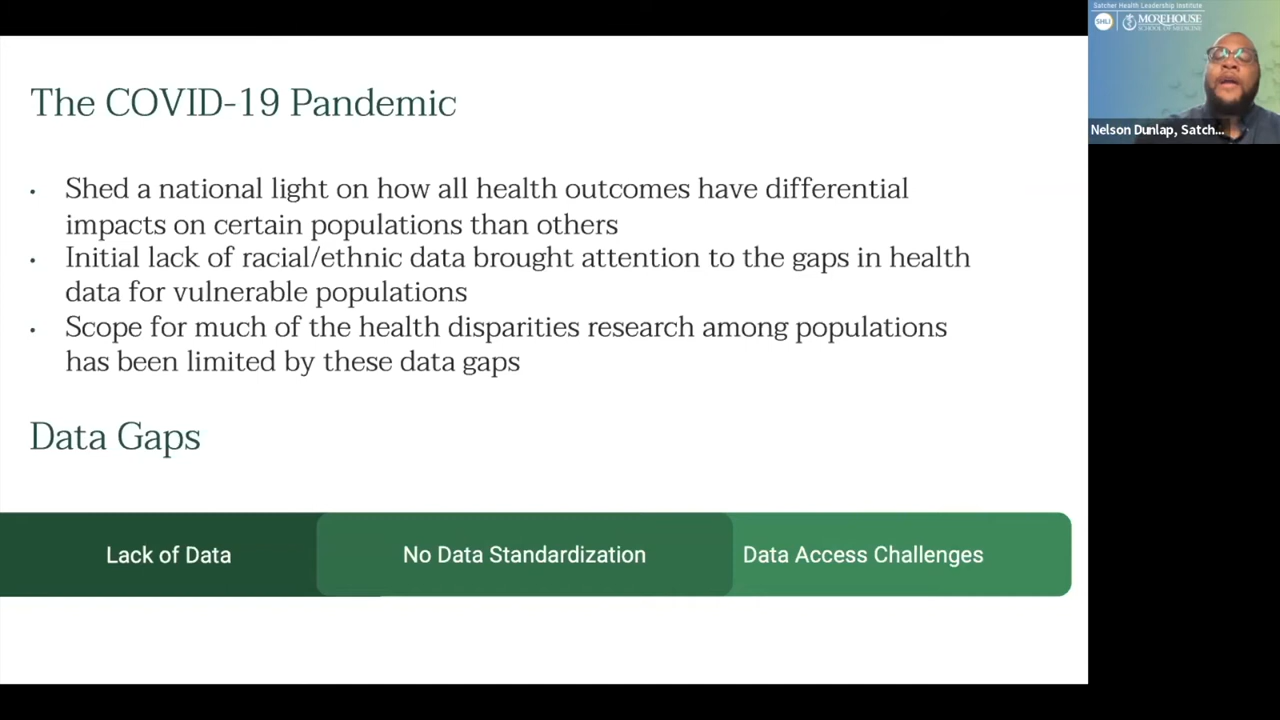 The COVID-19 Pandemic
• Shed a national light on how all health outcomes have differential
impacts on certain populations than others
• Initial lack of racial/ethnic data brought attention to the gaps in health
data for vulnerable populations
• Scope for much of the health disparities research among populations
has been limited by these data gaps
Data Gaps
Lack of Data
No Data Standardization
Data Access Challenges
Satcher Health Leadership Institute
SHLI
MOREHOUSE
SCHOOL OF MEDICINE
Nelson Dunlap, Satch...